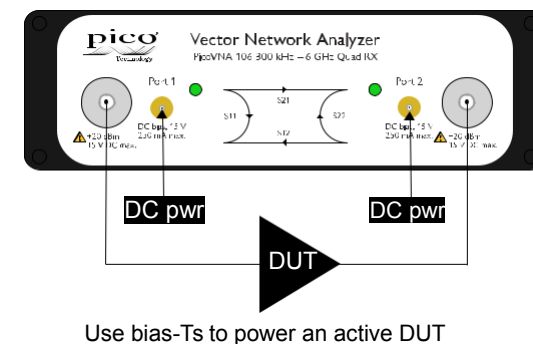 pico
Technology
Vector Network Analyzer
PicoVNA 106 300 kHz – 6 GHz Quad RX
Port 1
Port 2
S21
S11
S22
S12
+20 dBm
15 V DC max.
DC bias, 15 V
250 mA max.
DC bias, 15 V
250 mA max.
+20 dBm
15 V DC max.
DC pwr
DC pwr
DUT
Use bias-Ts to power an active DUT